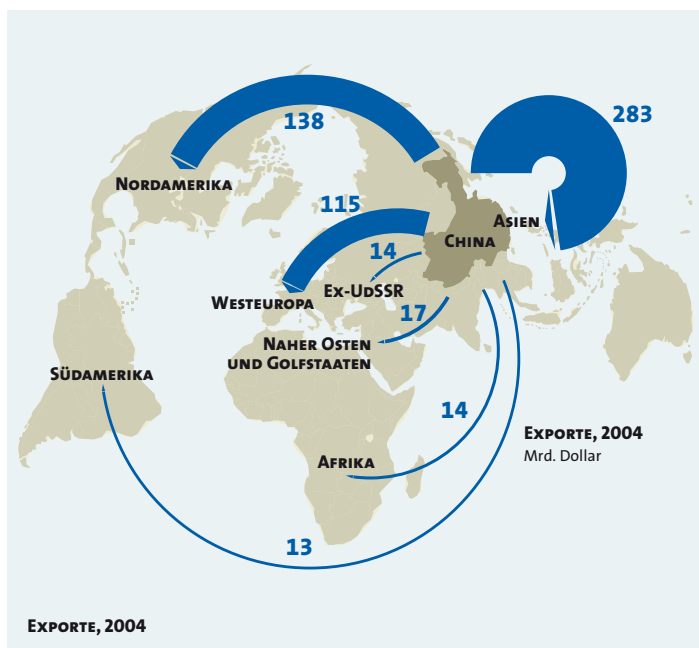 283
138
NORDAMERIKA
115
ASIEN
CHINA
14
EX-UDSSR
WESTEUROPA
17
NAHER OSTEN
UND GOLFSTAATEN
SÜDAMERIKA
14
EXPORTE, 2004
Mrd. Dollar
AFRIKA
13
EXPORTE, 2004